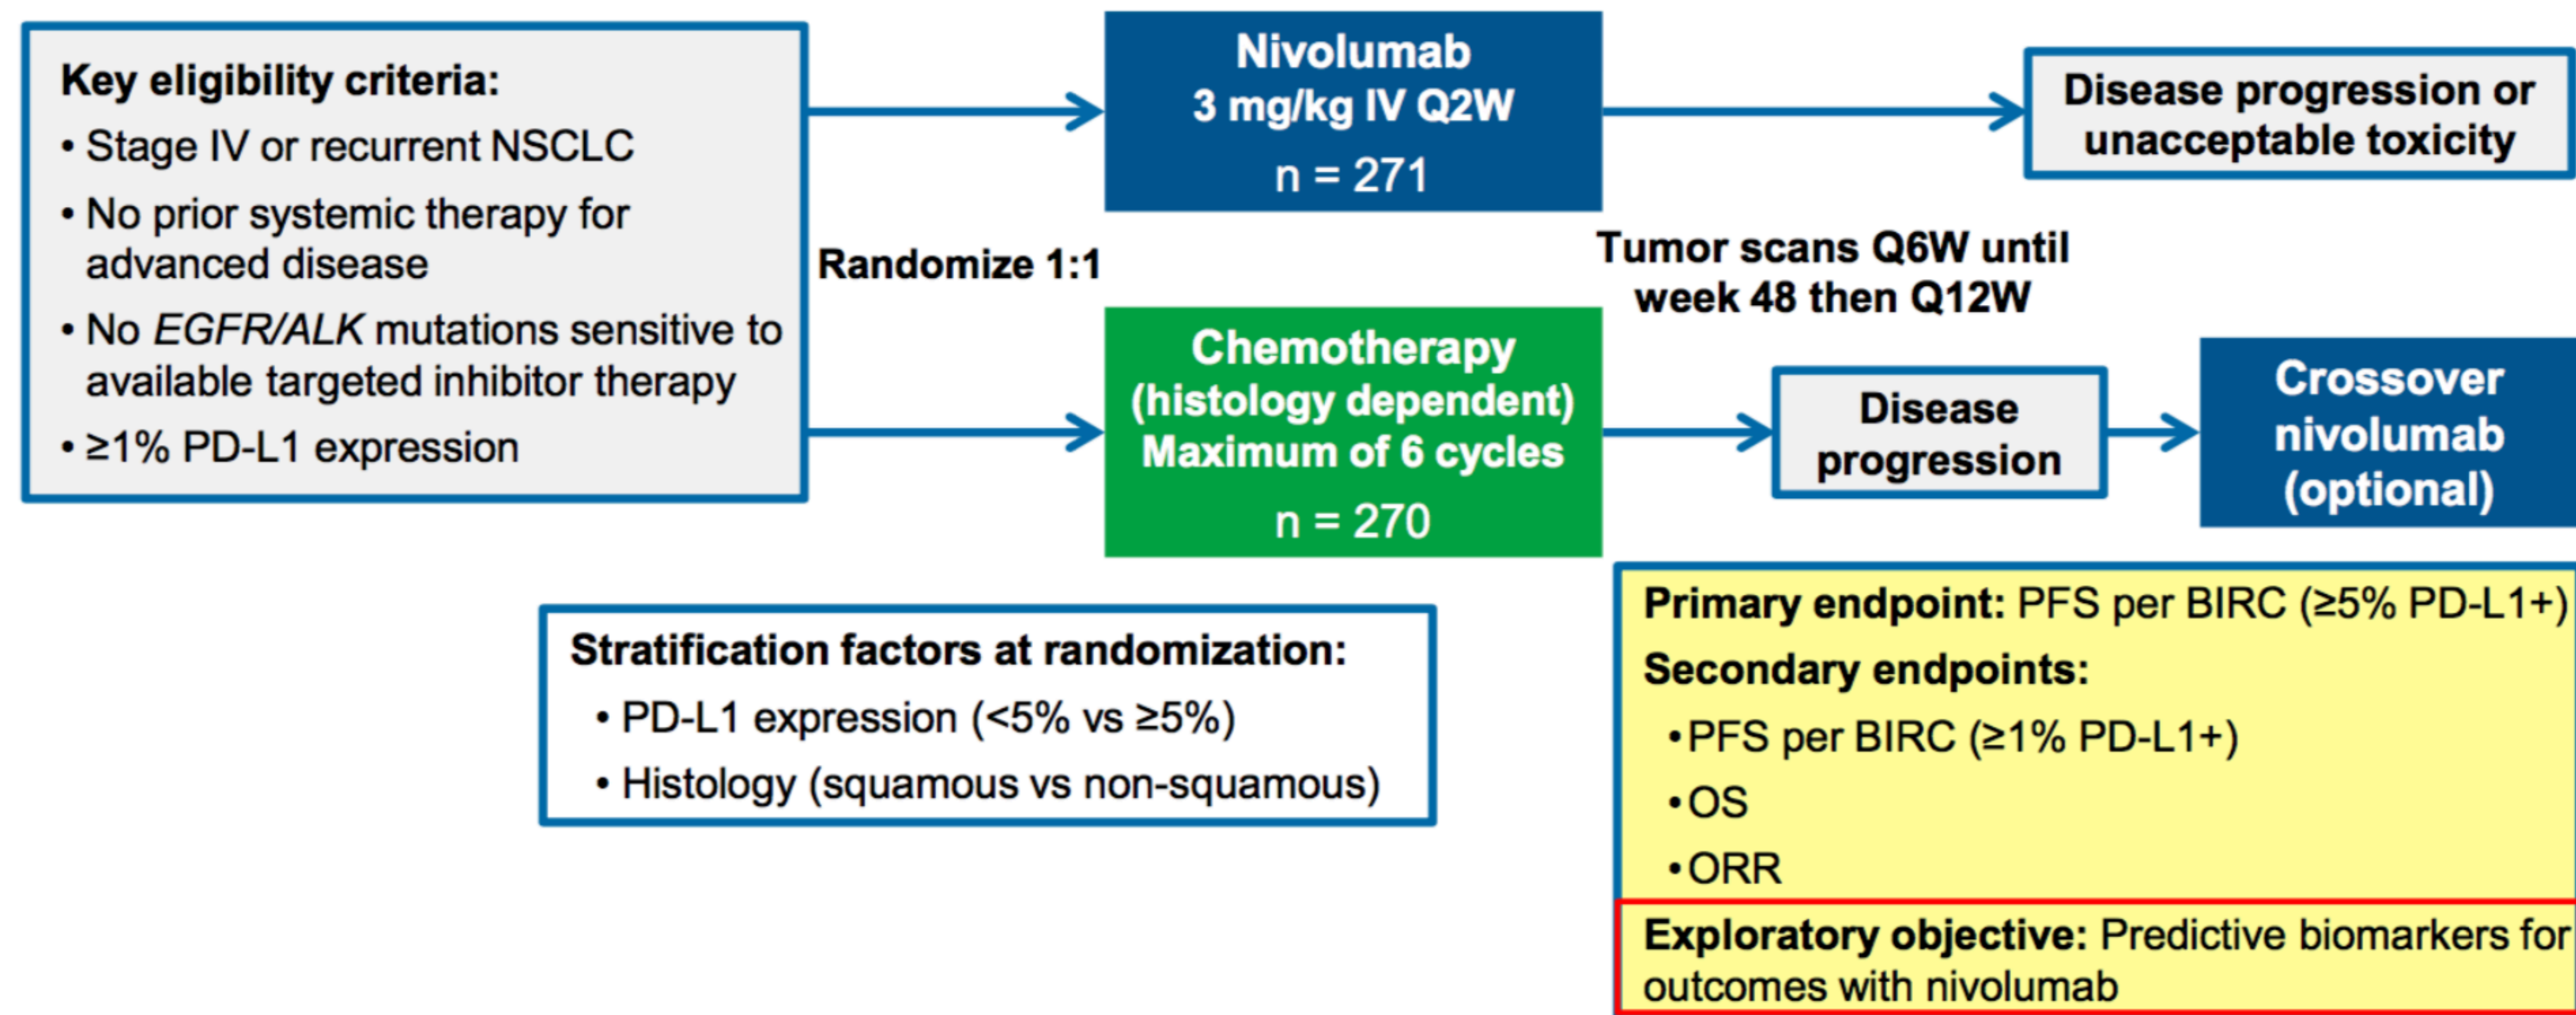 Key eligibility criteria:
• Stage IV or recurrent NSCLC
• No prior systemic therapy for
advanced disease
• No EGFR/ALK mutations sensitive to
available targeted inhibitor therapy
• ≥1% PD-L1 expression
Randomize 1:1
Nivolumab
3 mg/kg IV Q2W
n = 271
Disease progression or
unacceptable toxicity
Tumor scans Q6W until
week 48 then Q12W
Chemotherapy
(histology dependent)
Maximum of 6 cycles
n = 270
Disease
progression
Crossover
nivolumab
(optional)
Stratification factors at randomization:
• PD-L1 expression (<5% vs ≥5%)
• Histology (squamous vs non-squamous)
Primary endpoint: PFS per BIRC (≥5% PD-L1+)
Secondary endpoints:
• PFS per BIRC (≥1% PD-L1+)
• OS
• ORR
Exploratory objective: Predictive biomarkers for
outcomes with nivolumab